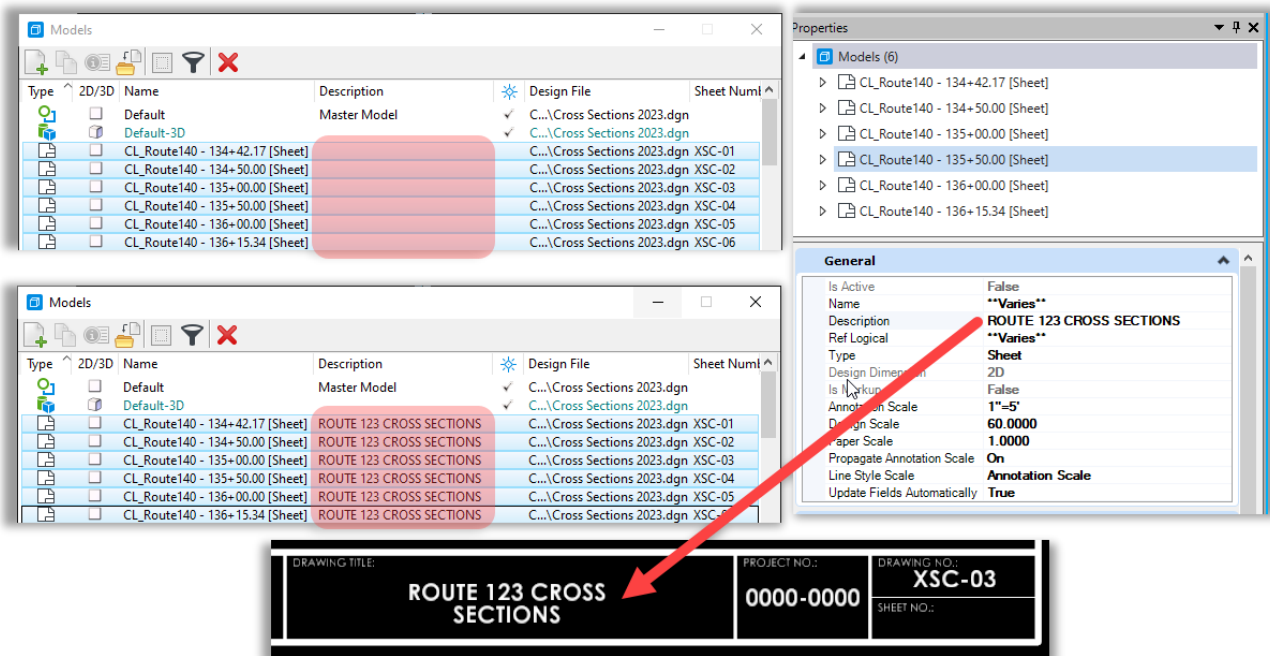 Models
Type 2D/3D Name Description Design File Sheet Numb
Default Master Model ✓ C...\Cross Sections 2023.dgn
Default-3D ✓ C...\Cross Sections 2023.dgn
CL_Route140 - 134+42.17 [Sheet] C...\Cross Sections 2023.dgn XSC-01
CL_Route140 - 134+50.00 [Sheet] C...\Cross Sections 2023.dgn XSC-02
CL_Route140 - 135+00.00 [Sheet] C...\Cross Sections 2023.dgn XSC-03
CL_Route140 - 135+50.00 [Sheet] C...\Cross Sections 2023.dgn XSC-04
CL_Route140 - 136+00.00 [Sheet] C...\Cross Sections 2023.dgn XSC-05
CL_Route140 - 136+15.34 [Sheet] C...\Cross Sections 2023.dgn XSC-06
Models
Type 2D/3D Name Description Design File Sheet Numb
Default Master Model ✓ C...\Cross Sections 2023.dgn
Default-3D ✓ C...\Cross Sections 2023.dgn
CL_Route140 - 134+42.17 [Sheet] ROUTE 123 CROSS SECTIONS C...\Cross Sections 2023.dgn XSC-01
CL_Route140 - 134+50.00 [Sheet] ROUTE 123 CROSS SECTIONS C...\Cross Sections 2023.dgn XSC-02
CL_Route140 - 135+00.00 [Sheet] ROUTE 123 CROSS SECTIONS C...\Cross Sections 2023.dgn XSC-03
CL_Route140 - 135+50.00 [Sheet] ROUTE 123 CROSS SECTIONS C...\Cross Sections 2023.dgn XSC-04
CL_Route140 - 136+00.00 [Sheet] ROUTE 123 CROSS SECTIONS C...\Cross Sections 2023.dgn XSC-05
CL_Route140 - 136+15.34 [Sheet] ROUTE 123 CROSS SECTIONS C...\Cross Sections 2023.dgn
Properties
Models (6)
CL_Route140 - 134+42.17 [Sheet]
CL_Route140 - 134+50.00 [Sheet]
CL_Route140 - 135+00.00 [Sheet]
CL_Route140 - 135+50.00 [Sheet]
CL_Route140 - 136+00.00 [Sheet]
CL_Route140 - 136+15.34 [Sheet]
General
Is Active False
Name **Varies**
Description ROUTE 123 CROSS SECTIONS
Ref Logical **Varies**
Type Sheet
Design Dimension 2D
Is Markup False
Annotation Scale 1"=5'
Design Scale 60.0000
Paper Scale 1.0000
Propagate Annotation Scale On
Line Style Scale Annotation Scale
Update Fields Automatically True
DRAWING TITLE:
ROUTE 123 CROSS
SECTIONS
PROJECT NO.:
0000-0000
DRAWING NO.:
XSC-03
SHEET NO.: